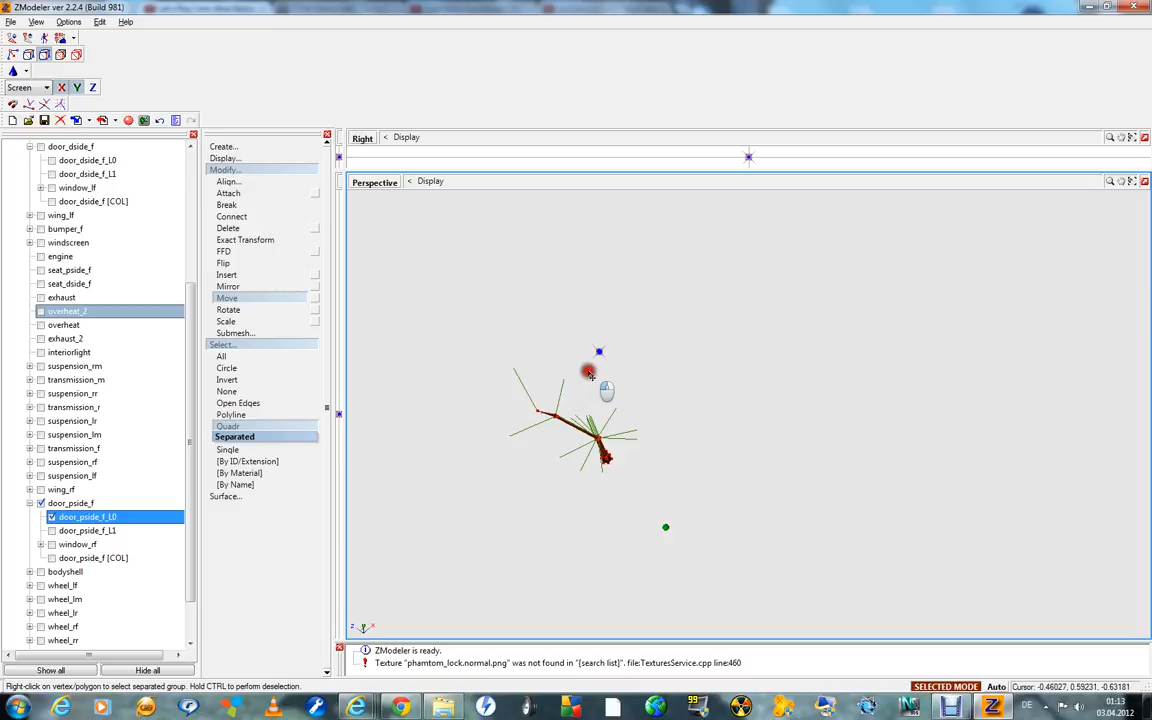 ZModeler ver 2.2.4 (Build 981)
File View Options Edit Help
Screen X Y Z
door_dside_f
door_dside_f_L0
door_dside_f_L1
window_lf
door_dside_f [COL]
wing_lf
bumper_f
windscreen
engine
seat_pside_f
seat_dside_f
exhaust
overheat_2
overheat
exhaust_2
interiorlight
suspension_rm
transmission_m
suspension_rr
transmission_r
suspension_lr
suspension_lm
transmission_f
suspension_rf
suspension_lf
wing_rf
door_pside_f
door_pside_f_L0
door_pside_f_L1
window_rf
door_pside_f [COL]
bodyshell
wheel_lf
wheel_lm
wheel_lr
wheel_rf
wheel_rr
Show all Hide all
Create...
Display...
Modify...
Align...
Attach
Break
Connect
Delete
Exact Transform
FFD
Flip
Insert
Mirror
Move
Rotate
Scale
Submesh...
Select...
All
Circle
Invert
None
Open Edges
Polyline
Quadr
Separated
Single
[By ID/Extension]
[By Material]
[By Name]
Surface...
Right < Display
Perspective < Display
z x
ZModeler is ready.
Texture "phamtom_lock.normal.png" was not found in "[search list]". file:TexturesService.cpp line:460
Right-click on vertex/polygon to select separated group. Hold CTRL to perform deselection.
SELECTED MODE Auto Cursor: -0.46027, 0.59231, -0.63181
99
DE
01:13
03.04.2012